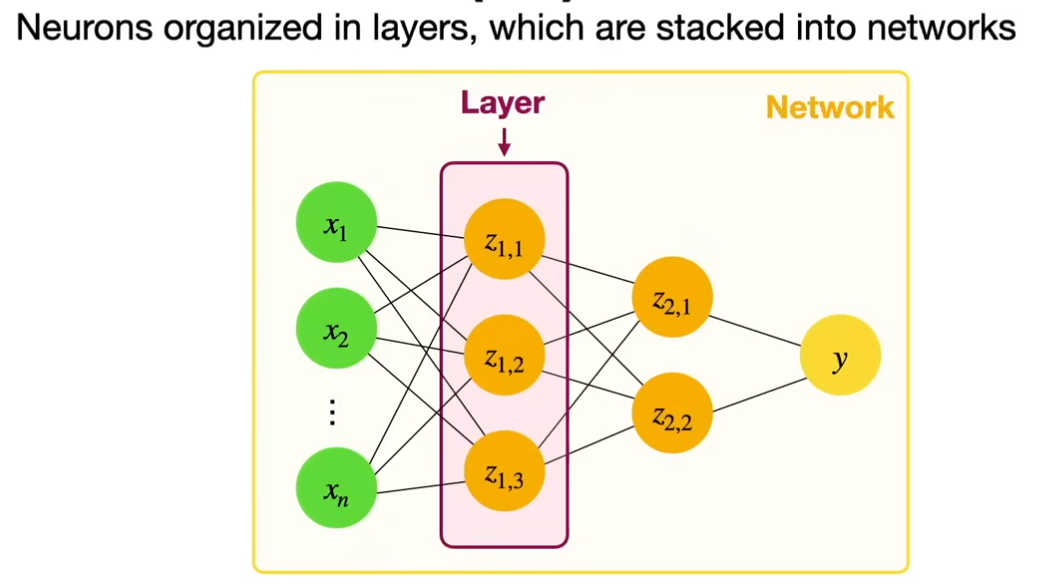 Neurons organized in layers, which are stacked into networks
Layer
Network
x₁
z₁,₁
x₂
z₂,₁
z₁,₂
y
⋮
z₂,₂
xₙ
z₁,₃